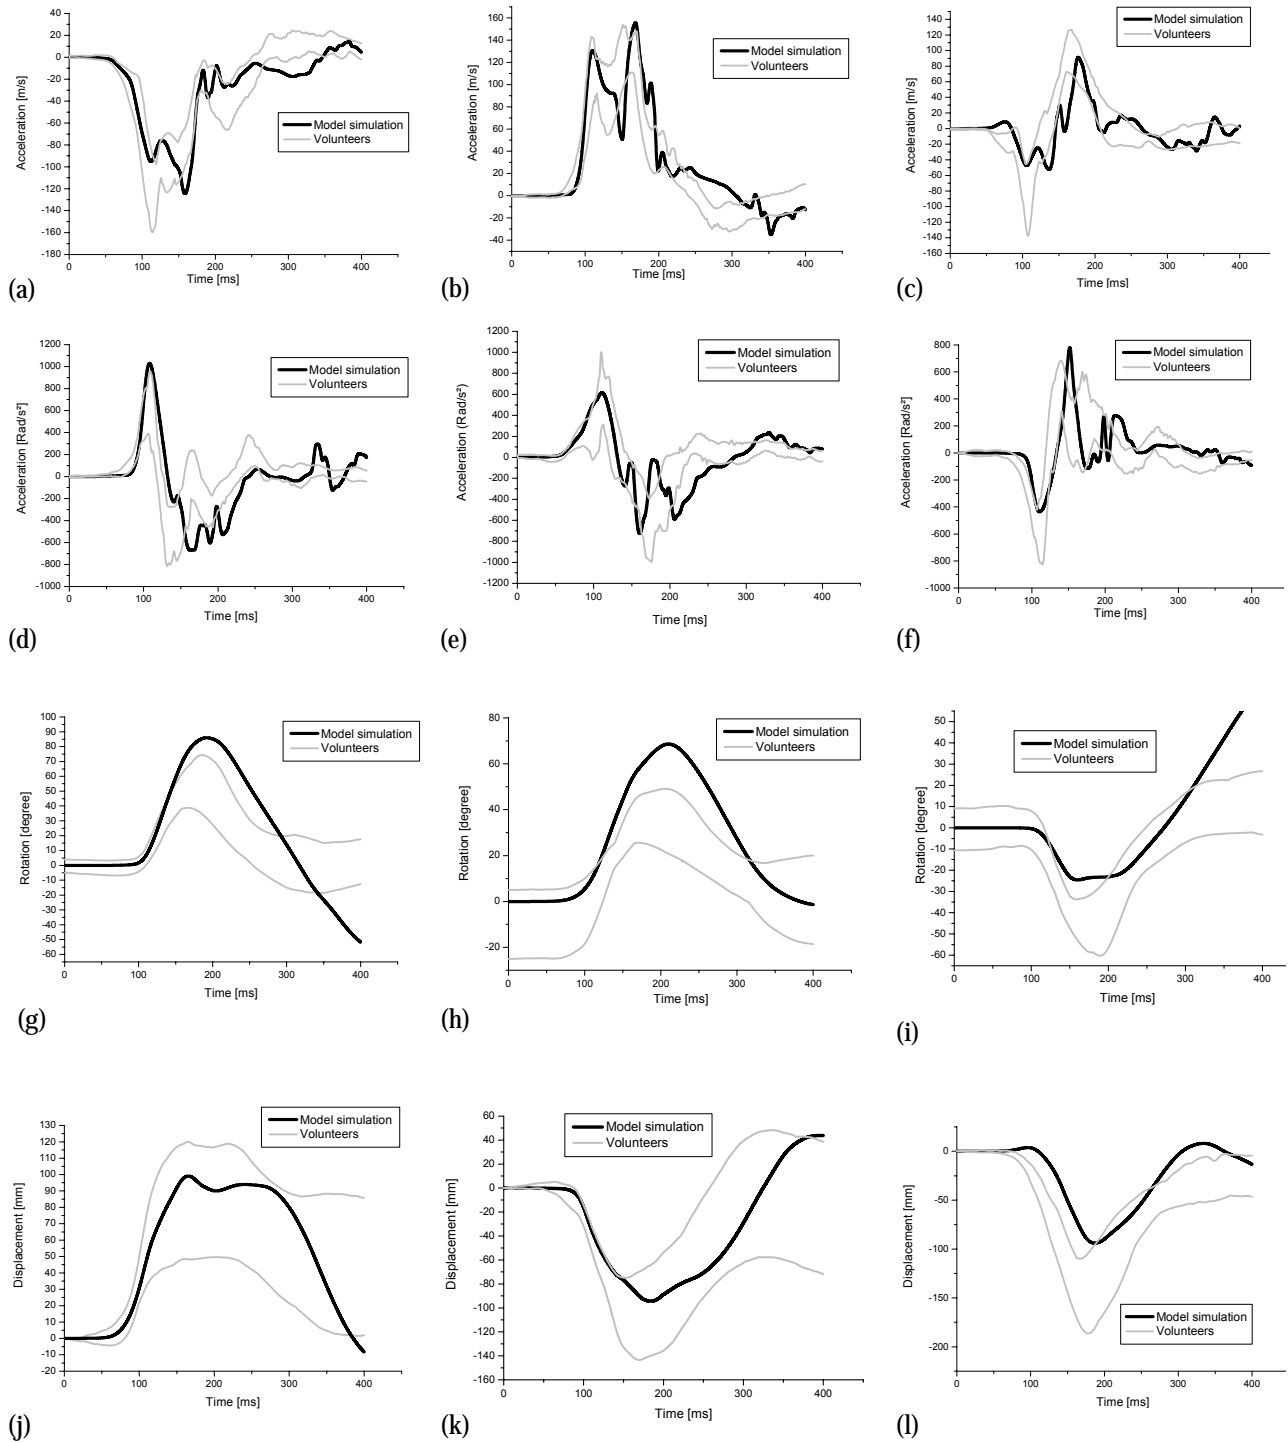 40
20
0
-20
-40
-60
-80
-100
-120
-140
-160
-180
Acceleration [m/s]
0 100 200 300 400
Time [ms]
Model simulation
Volunteers
(a)
160
140
120
100
80
60
40
20
0
-20
-40
Acceleration [m/s]
0 100 200 300 400
Time [ms]
Model simulation
Volunteers
(b)
140
120
100
80
60
40
20
0
-20
-40
-60
-80
-100
-120
-140
-160
Acceleration [m/s]
0 100 200 300 400
Time [ms]
Model simulation
Volunteers
(c)
1200
1000
800
600
400
200
0
-200
-400
-600
-800
-1000
Acceleration [Rad/s²]
0 100 200 300 400
Time [ms]
Model simulation
Volunteers
(d)
1200
1000
800
600
400
200
0
-200
-400
-600
-800
-1000
-1200
Acceleration (Rad/s²)
0 100 200 300 400
Time [ms]
Model simulation
Volunteers
(e)
800
600
400
200
0
-200
-400
-600
-800
-1000
Acceleration [Rad/s²]
0 100 200 300 400
Time [ms]
Model simulation
Volunteers
(f)
100
90
80
70
60
50
40
30
20
10
0
-10
-20
-30
-40
-50
-60
Rotation [degree]
0 100 200 300 400
Time [ms]
Model simulation
Volunteers
(g)
80
60
40
20
0
-20
Rotation [degree]
0 100 200 300 400
Time [ms]
Model simulation
Volunteers
(h)
50
40
30
20
10
0
-10
-20
-30
-40
-50
-60
Rotation [degree]
0 100 200 300 400
Time [ms]
Model simulation
Volunteers
(i)
130
120
110
100
90
80
70
60
50
40
30
20
10
0
-10
-20
Displacement [mm]
0 100 200 300 400
Time [ms]
Model simulation
Volunteers
(j)
60
40
20
0
-20
-40
-60
-80
-100
-120
-140
-160
Displacement [mm]
0 100 200 300 400
Time [ms]
Model simulation
Volunteers
(k)
0
-50
-100
-150
-200
Displacement [mm]
0 100 200 300 400
Time [ms]
Model simulation
Volunteers
(l)